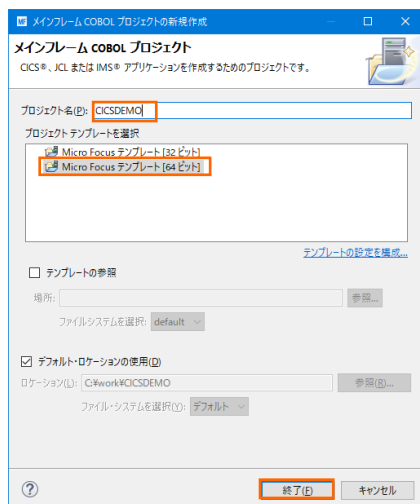 MF メインフレーム COBOL プロジェクトの新規作成
メインフレーム COBOL プロジェクト
CICS®、JCL または IMS® アプリケーションを作成するためのプロジェクトです。
プロジェクト名(P): CICSDEMO
プロジェクト テンプレートを選択
Micro Focus テンプレート [32 ビット]
Micro Focus テンプレート [64 ビット]
テンプレートの設定を構成...
テンプレートの参照
場所: 参照...
ファイルシステムを選択: default
デフォルト・ロケーションの使用(D)
ロケーション(L): C:¥work¥CICSDEMO 参照(R)...
ファイル・システムを選択(Y): デフォルト
? 終了(F) キャンセル